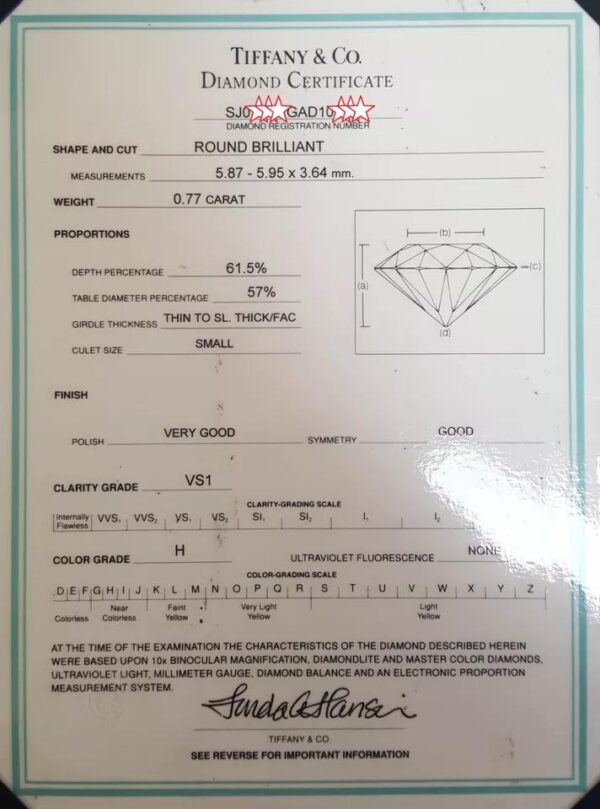 TIFFANY & CO.
DIAMOND CERTIFICATE
SJ0 GAD10
DIAMOND REGISTRATION NUMBER
SHAPE AND CUT ROUND BRILLIANT
MEASUREMENTS 5.87 - 5.95 x 3.64 mm.
WEIGHT 0.77 CARAT
PROPORTIONS
DEPTH PERCENTAGE 61.5%
TABLE DIAMETER PERCENTAGE 57%
GIRDLE THICKNESS THIN TO SL. THICK/FAC
CULET SIZE SMALL
(b)
(c)
(a)
(d)
FINISH
POLISH VERY GOOD SYMMETRY GOOD
CLARITY GRADE VS1
CLARITY-GRADING SCALE
Internally Flawless VVS1 VVS2 VS1 VS2 SI1 SI2 I1 I2
COLOR GRADE H ULTRAVIOLET FLUORESCENCE NONE
COLOR-GRADING SCALE
D E F G H I J K L M N O P Q R S T U V W X Y Z
Colorless Near Colorless Faint Yellow Very Light Yellow Light Yellow
AT THE TIME OF THE EXAMINATION THE CHARACTERISTICS OF THE DIAMOND DESCRIBED HEREIN
WERE BASED UPON 10x BINOCULAR MAGNIFICATION, DIAMONDLITE AND MASTER COLOR DIAMONDS,
ULTRAVIOLET LIGHT, MILLIMETER GAUGE, DIAMOND BALANCE AND AN ELECTRONIC PROPORTION
MEASUREMENT SYSTEM.
TIFFANY & CO.
SEE REVERSE FOR IMPORTANT INFORMATION